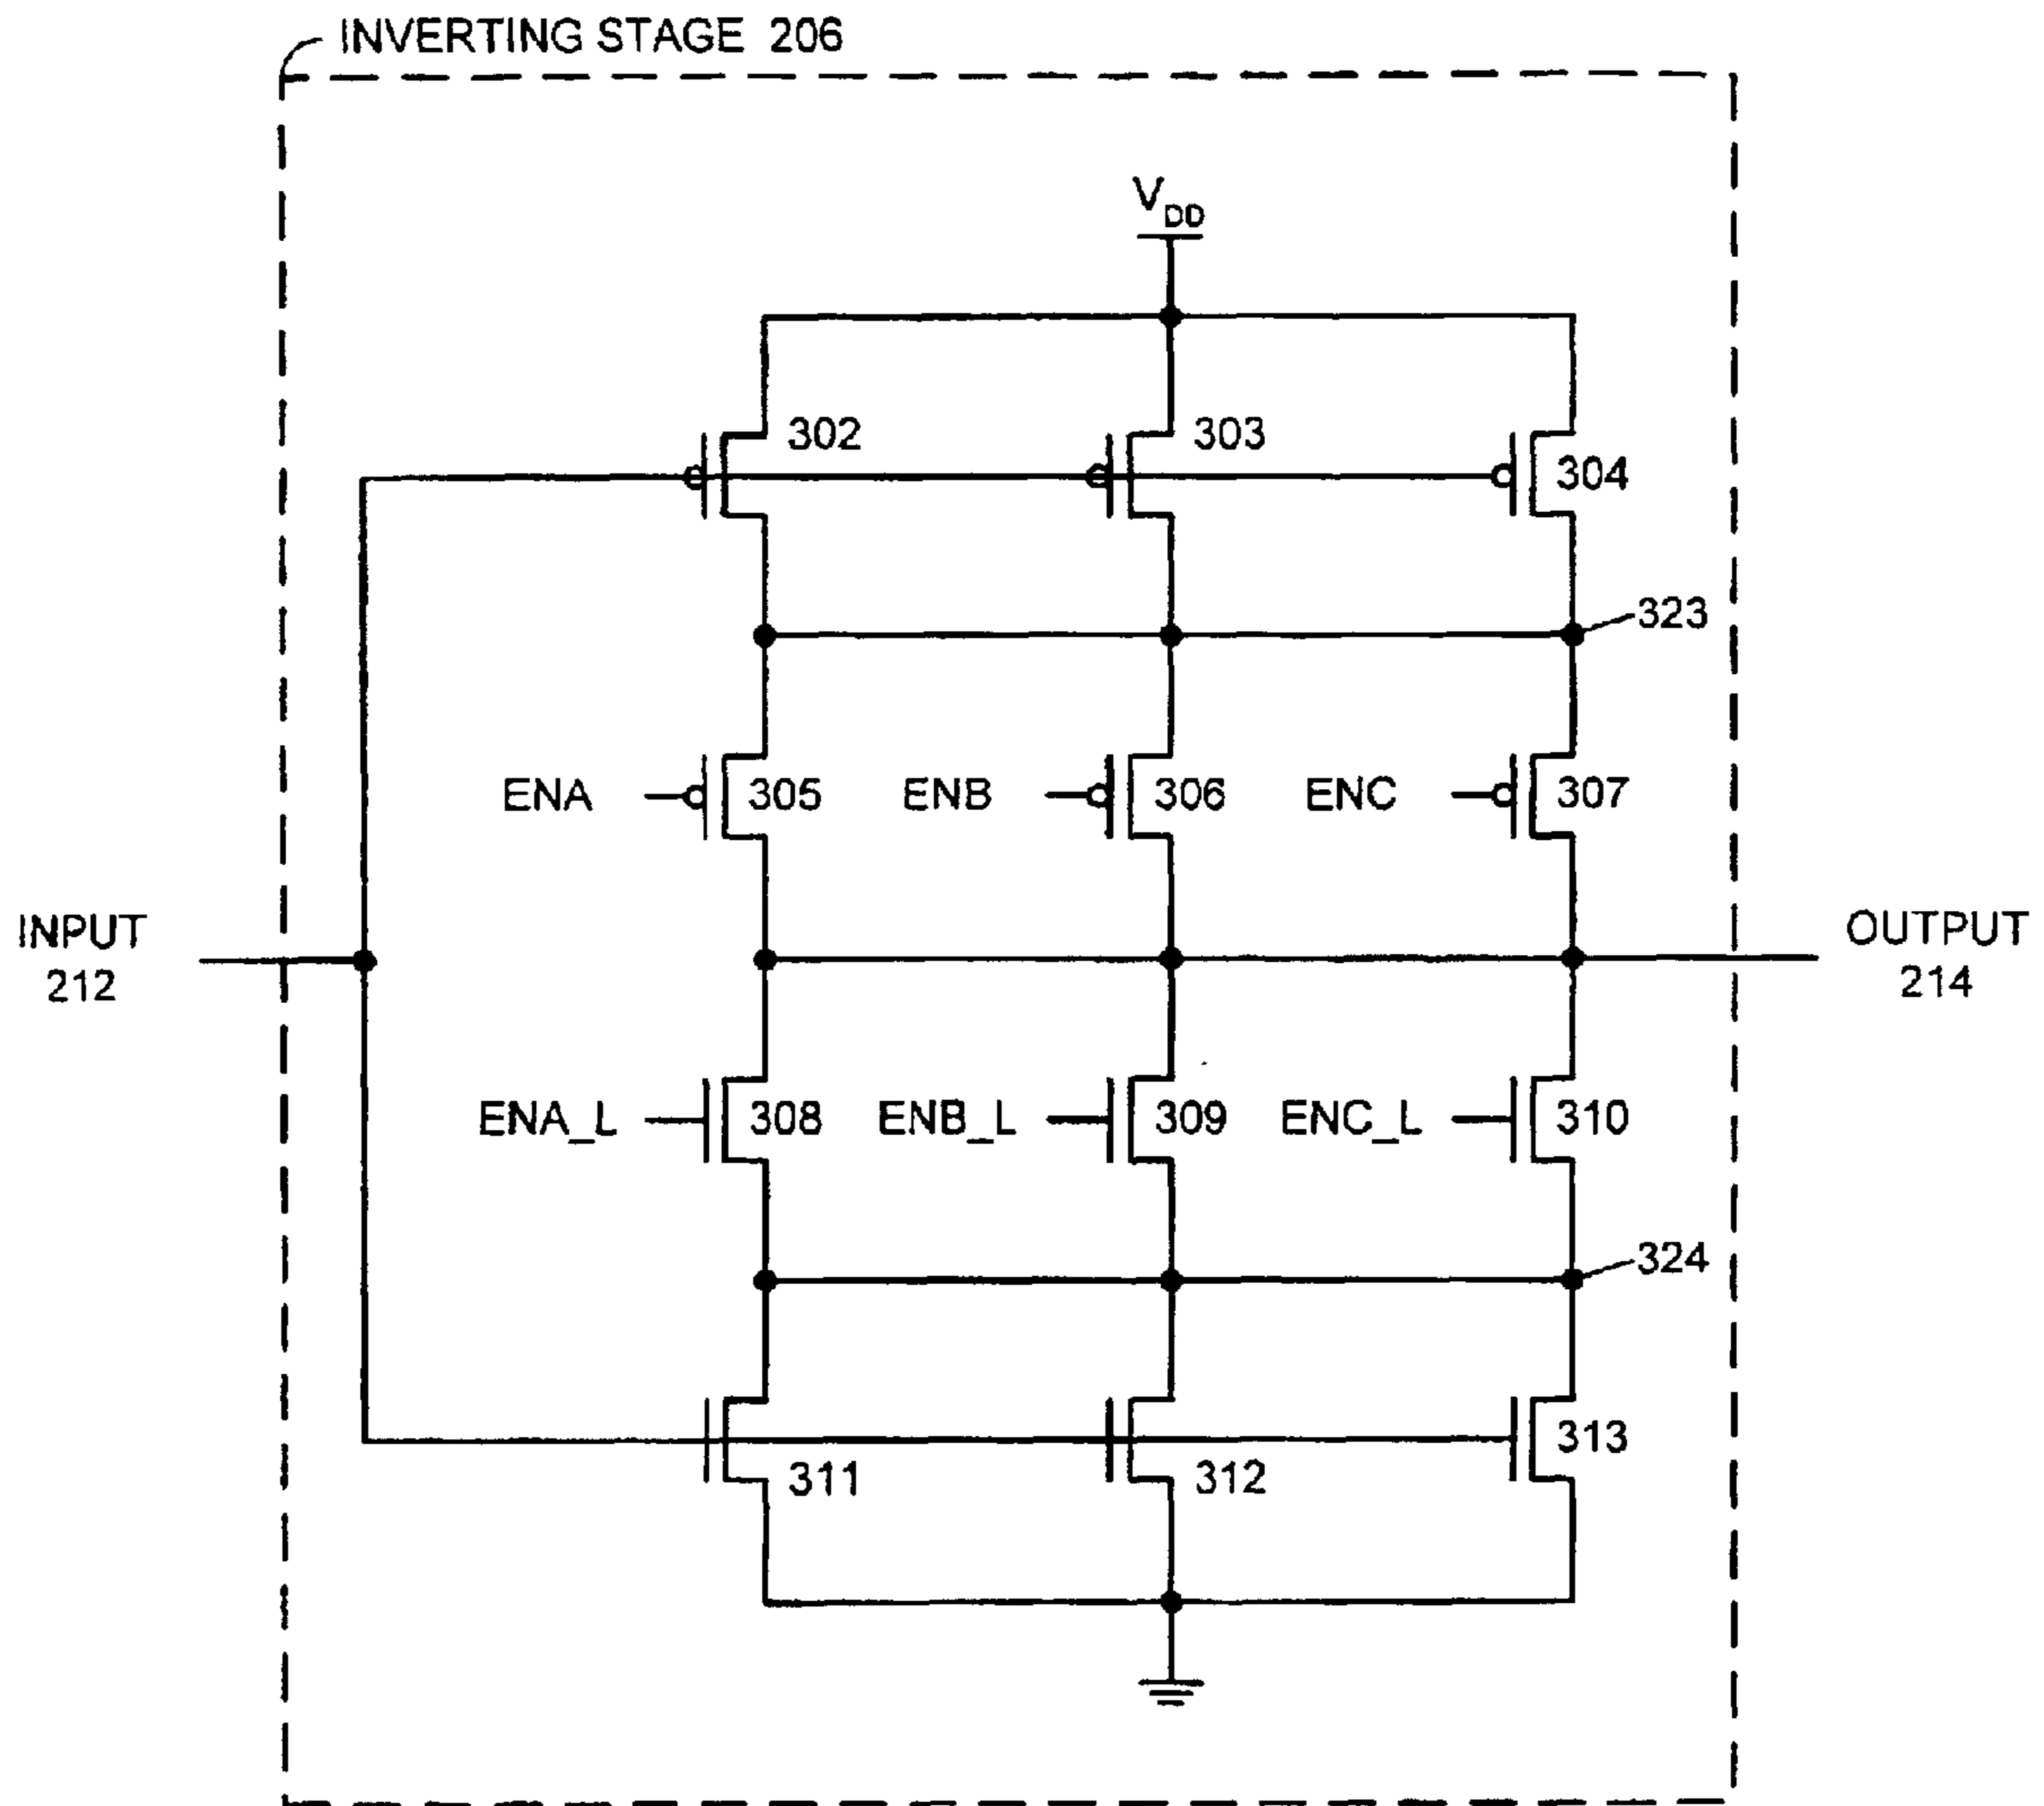 INVERTING STAGE 206
VDD
302
303
304
323
ENA
305
ENB
306
ENC
307
INPUT
212
OUTPUT
214
ENA_L
308
ENB_L
309
ENC_L
310
324
311
312
313